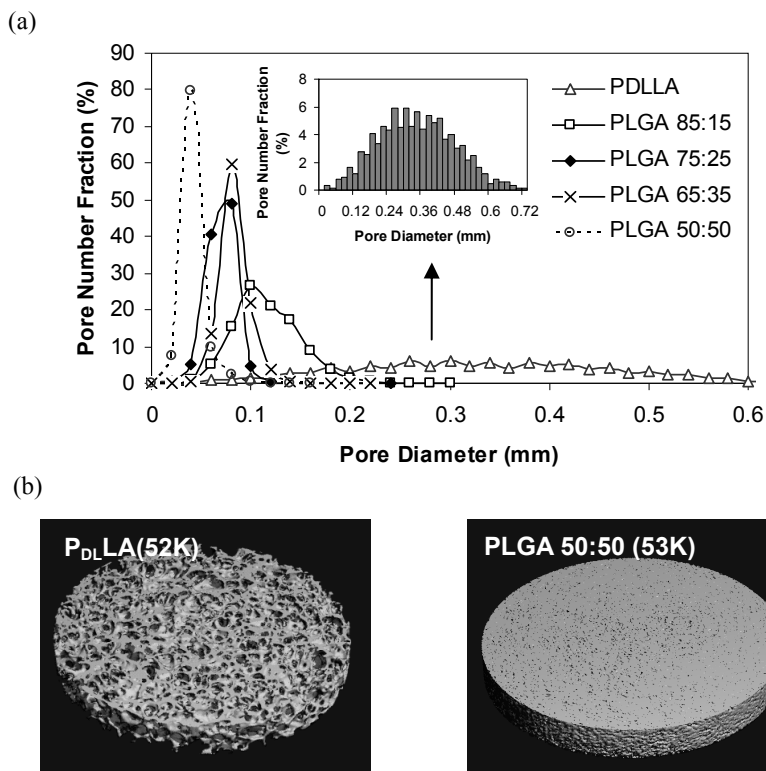 (a)
90
80
70
60
50
40
30
20
10
0
Pore Number Fraction (%)
0 0.1 0.2 0.3 0.4 0.5 0.6
Pore Diameter (mm)
8
6
4
2
0
Pore Number Fraction
(%)
0 0.12 0.24 0.36 0.48 0.6 0.72
Pore Diameter (mm)
PDLLA
PLGA 85:15
PLGA 75:25
PLGA 65:35
PLGA 50:50
(b)
PDLLA(52K)
PLGA 50:50 (53K)